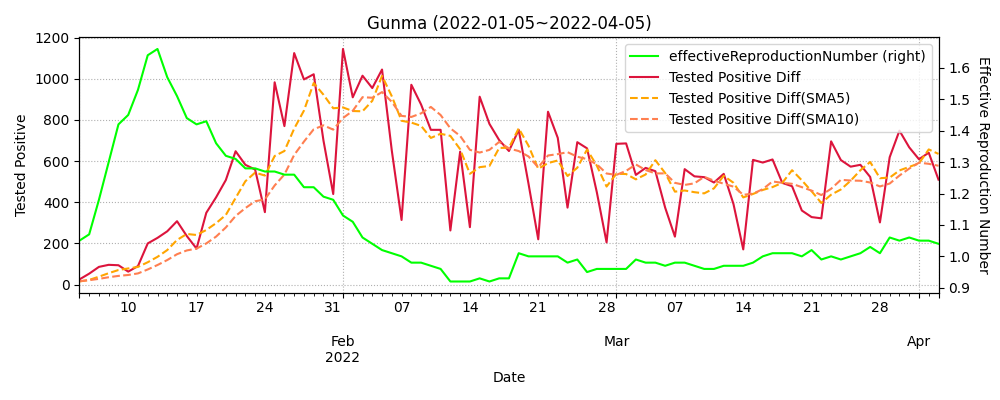 Gunma (2022-01-05~2022-04-05)
effectiveReproductionNumber (right)
Tested Positive Diff
Tested Positive Diff(SMA5)
Tested Positive Diff(SMA10)
Tested Positive
1200
1000
800
600
400
200
0
1.6
1.5
1.4
1.3
1.2
1.1
1.0
0.9
Effective Reproduction Number
10 17 24 31 07 14 21 28 07 14 21 28
Feb Mar Apr
2022
Date